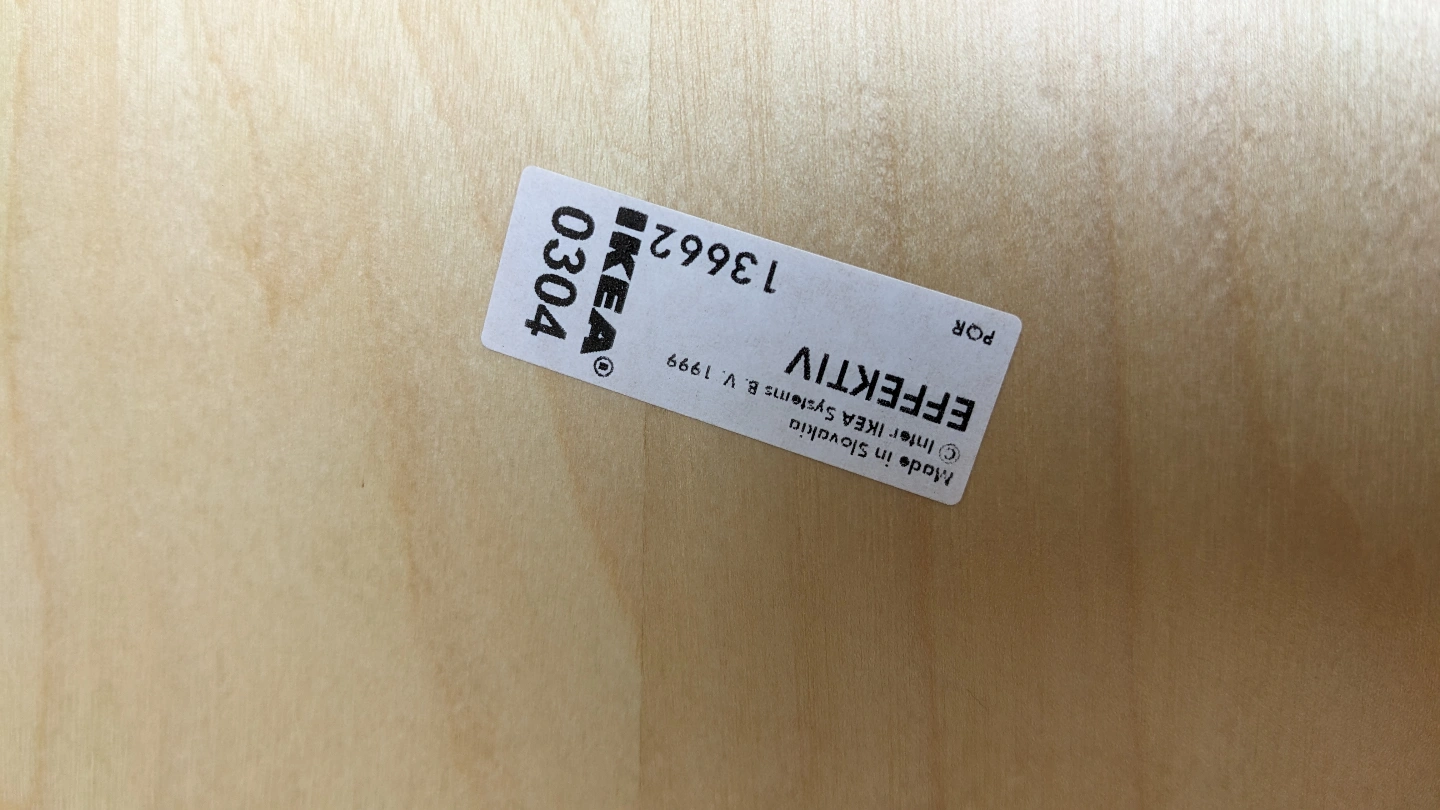 Made in Slovakia
© Inter IKEA Systems B. V. 1999
EFFEKTIV
PQR
13662
IKEA®
0304